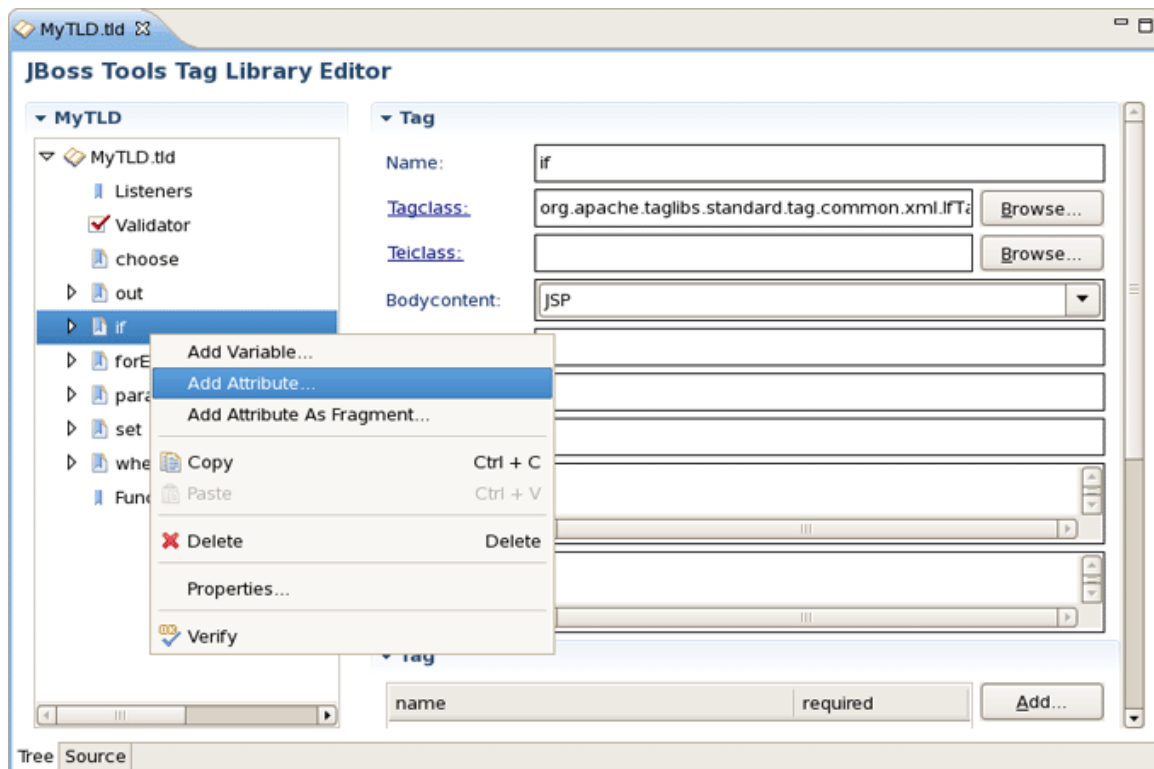 MyTLD.tld
JBoss Tools Tag Library Editor
MyTLD
MyTLD.tld
Listeners
Validator
choose
out
if
set
Tag
Name: if
Tagclass: org.apache.taglibs.standard.tag.common.xml.IfTa Browse...
Teiclass: Browse...
Bodycontent: JSP
Add Variable...
Add Attribute...
Add Attribute As Fragment...
Copy Ctrl + C
Paste Ctrl + V
Delete Delete
Properties...
Verify
Tag
name required Add...
Tree Source